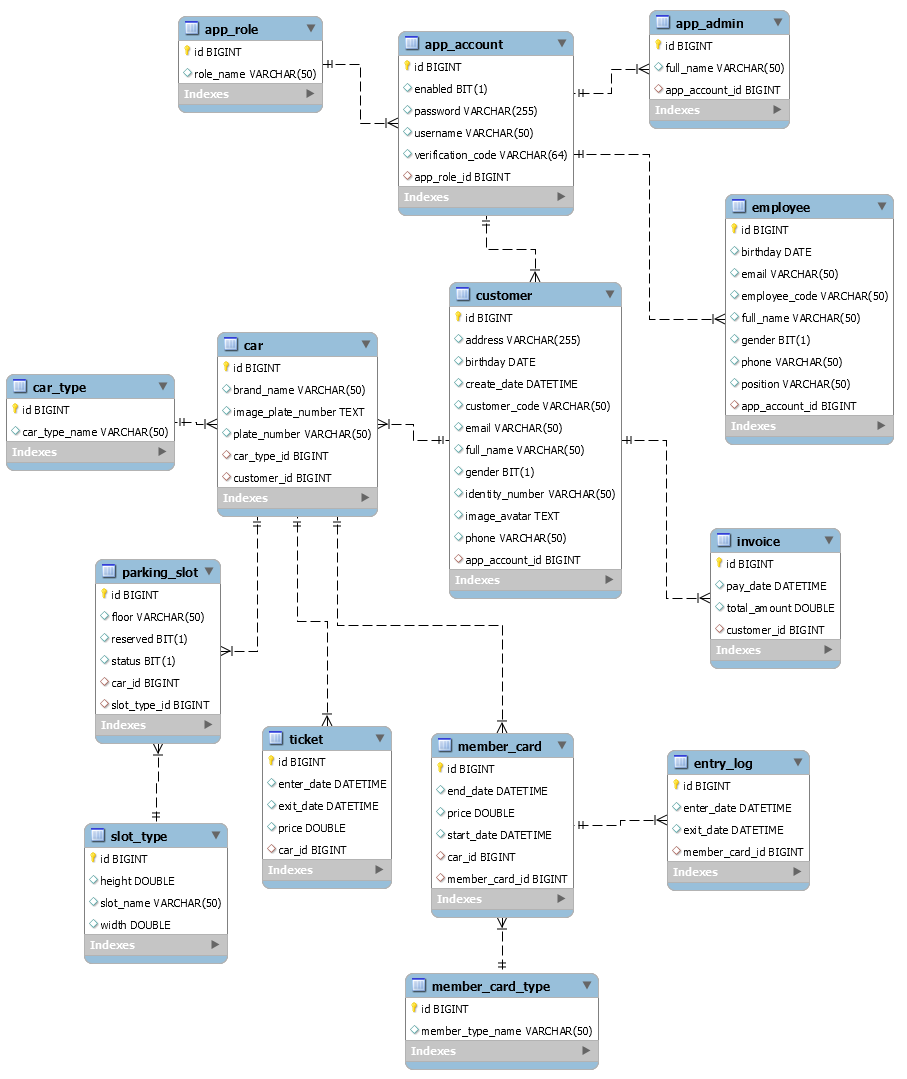 app_role
id BIGINT
role_name VARCHAR(50)
Indexes
app_account
id BIGINT
enabled BIT(1)
password VARCHAR(255)
username VARCHAR(50)
verification_code VARCHAR(64)
app_role_id BIGINT
Indexes
app_admin
id BIGINT
full_name VARCHAR(50)
app_account_id BIGINT
Indexes
employee
id BIGINT
birthday DATE
email VARCHAR(50)
employee_code VARCHAR(50)
full_name VARCHAR(50)
gender BIT(1)
phone VARCHAR(50)
position VARCHAR(50)
app_account_id BIGINT
Indexes
customer
id BIGINT
address VARCHAR(255)
birthday DATE
create_date DATETIME
customer_code VARCHAR(50)
email VARCHAR(50)
full_name VARCHAR(50)
gender BIT(1)
identity_number VARCHAR(50)
image_avatar TEXT
phone VARCHAR(50)
app_account_id BIGINT
Indexes
car
id BIGINT
brand_name VARCHAR(50)
image_plate_number TEXT
plate_number VARCHAR(50)
car_type_id BIGINT
customer_id BIGINT
Indexes
car_type
id BIGINT
car_type_name VARCHAR(50)
Indexes
invoice
id BIGINT
pay_date DATETIME
total_amount DOUBLE
customer_id BIGINT
Indexes
parking_slot
id BIGINT
floor VARCHAR(50)
reserved BIT(1)
status BIT(1)
car_id BIGINT
slot_type_id BIGINT
Indexes
ticket
id BIGINT
enter_date DATETIME
exit_date DATETIME
price DOUBLE
car_id BIGINT
Indexes
member_card
id BIGINT
end_date DATETIME
price DOUBLE
start_date DATETIME
car_id BIGINT
member_card_id BIGINT
Indexes
entry_log
id BIGINT
enter_date DATETIME
exit_date DATETIME
member_card_id BIGINT
Indexes
slot_type
id BIGINT
height DOUBLE
slot_name VARCHAR(50)
width DOUBLE
Indexes
member_card_type
id BIGINT
member_type_name VARCHAR(50)
Indexes